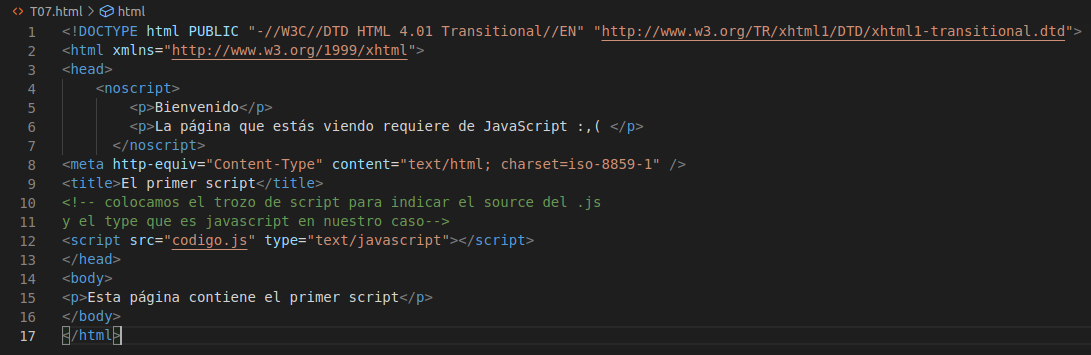 T07.html > html
1 <!DOCTYPE html PUBLIC "-//W3C//DTD HTML 4.01 Transitional//EN" "http://www.w3.org/TR/xhtml1/DTD/xhtml1-transitional.dtd">
2 <html xmlns="http://www.w3.org/1999/xhtml">
3 <head>
4     <noscript>
5         <p>Bienvenido</p>
6         <p>La página que estás viendo requiere de JavaScript :,( </p>
7       </noscript>
8 <meta http-equiv="Content-Type" content="text/html; charset=iso-8859-1" />
9 <title>El primer script</title>
10 <!-- colocamos el trozo de script para indicar el source del .js
11 y el type que es javascript en nuestro caso-->
12 <script src="codigo.js" type="text/javascript"></script>
13 </head>
14 <body>
15 <p>Esta página contiene el primer script</p>
16 </body>
17 </html>